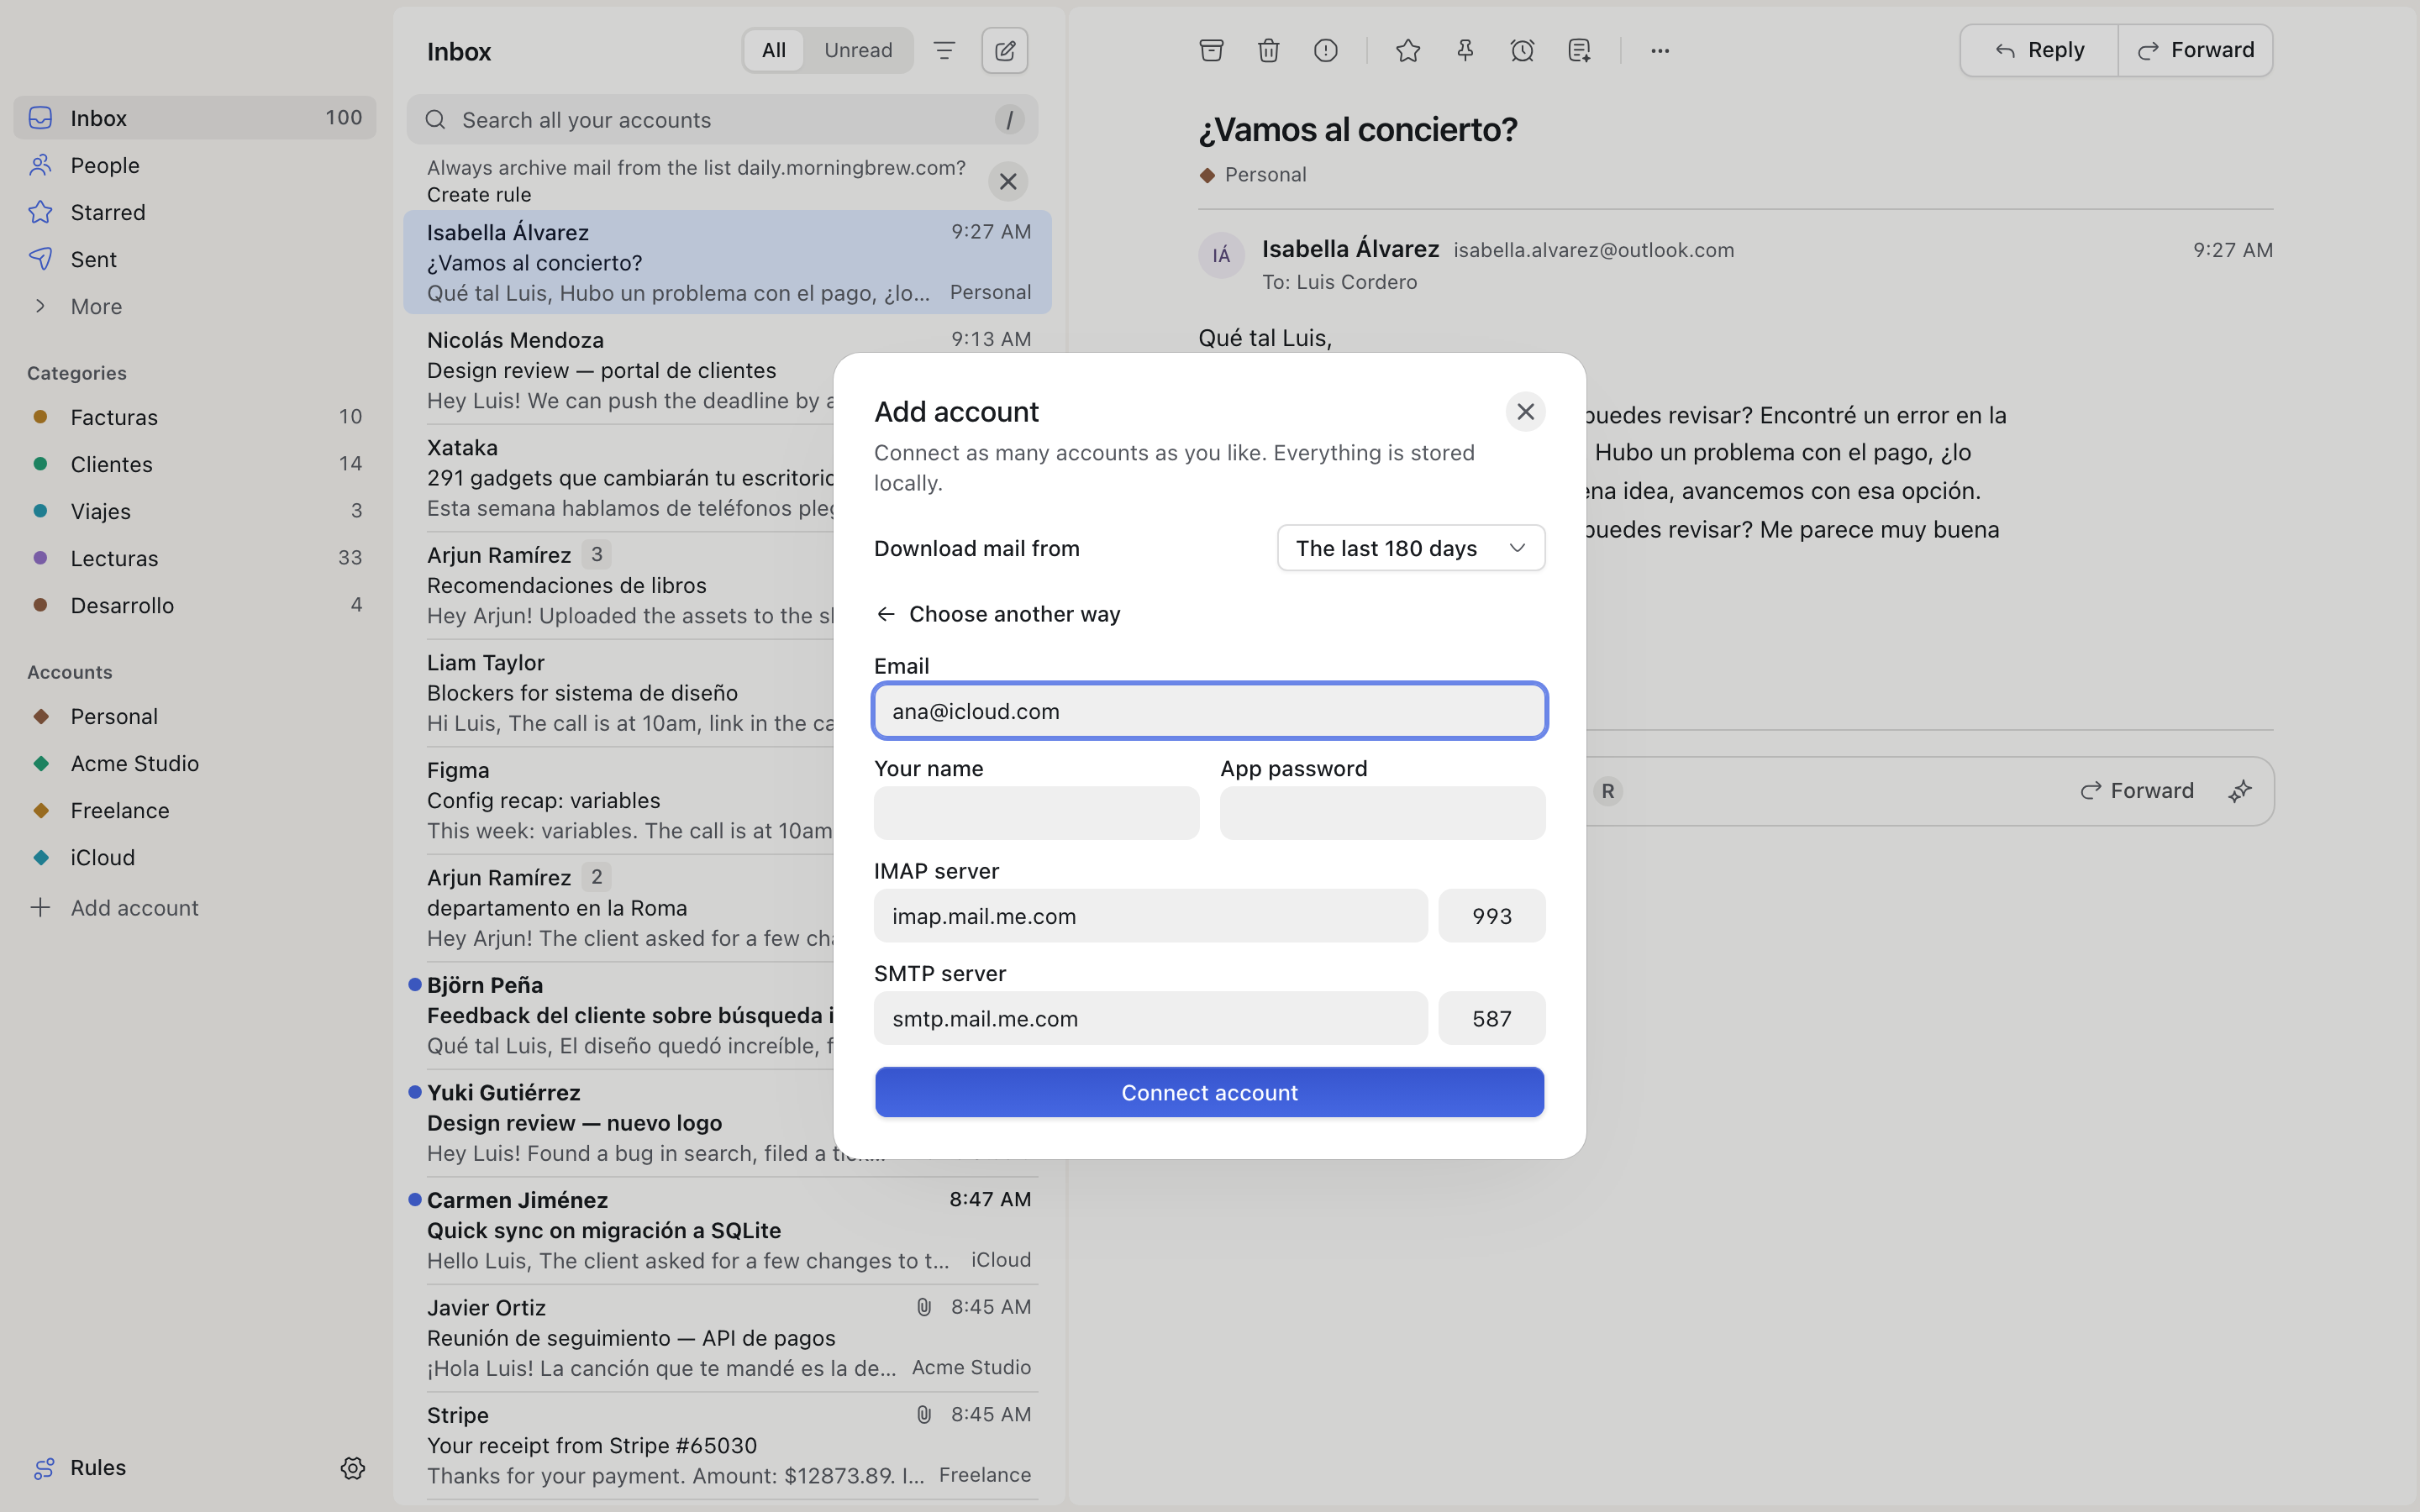 Inbox 100
People
Starred
Sent
More
Categories
Facturas 10
Clientes 14
Viajes 3
Lecturas 33
Desarrollo 4
Accounts
Personal
Acme Studio
Freelance
iCloud
Add account
Rules
Inbox
All Unread
Search all your accounts /
Always archive mail from the list daily.morningbrew.com?
Create rule
Isabella Álvarez 9:27 AM
¿Vamos al concierto?
Qué tal Luis, Hubo un problema con el pago, ¿lo... Personal
Nicolás Mendoza 9:13 AM
Design review — portal de clientes
Hey Luis! We can push the deadline by
Xataka
291 gadgets que cambiarán tu escritorio
Esta semana hablamos de teléfonos
Arjun Ramírez 3
Recomendaciones de libros
Hey Arjun! Uploaded the assets to the
Liam Taylor
Blockers for sistema de diseño
Hi Luis, The call is at 10am, link in the
Figma
Config recap: variables
This week: variables. The call is at 10am
Arjun Ramírez 2
departamento en la Roma
Hey Arjun! The client asked for a few
Björn Peña
Feedback del cliente sobre búsqueda
Qué tal Luis, El diseño quedó increíble,
Yuki Gutiérrez
Design review — nuevo logo
Hey Luis! Found a bug in search, filed a
Carmen Jiménez 8:47 AM
Quick sync on migración a SQLite
Hello Luis, The client asked for a few changes to t... iCloud
Javier Ortiz 8:45 AM
Reunión de seguimiento — API de pagos
¡Hola Luis! La canción que te mandé es la de... Acme Studio
Stripe 8:45 AM
Your receipt from Stripe #65030
Thanks for your payment. Amount: $12873.89. I... Freelance
Reply Forward
¿Vamos al concierto?
Personal
IÁ Isabella Álvarez isabella.alvarez@outlook.com 9:27 AM
To: Luis Cordero
Qué tal Luis,
puedes revisar? Encontré un error en la
Hubo un problema con el pago, ¿lo
idea, avancemos con esa opción.
puedes revisar? Me parece muy buena
R Forward
Add account
Connect as many accounts as you like. Everything is stored
locally.
Download mail from The last 180 days
Choose another way
Email
ana@icloud.com
Your name App password
IMAP server
imap.mail.me.com 993
SMTP server
smtp.mail.me.com 587
Connect account